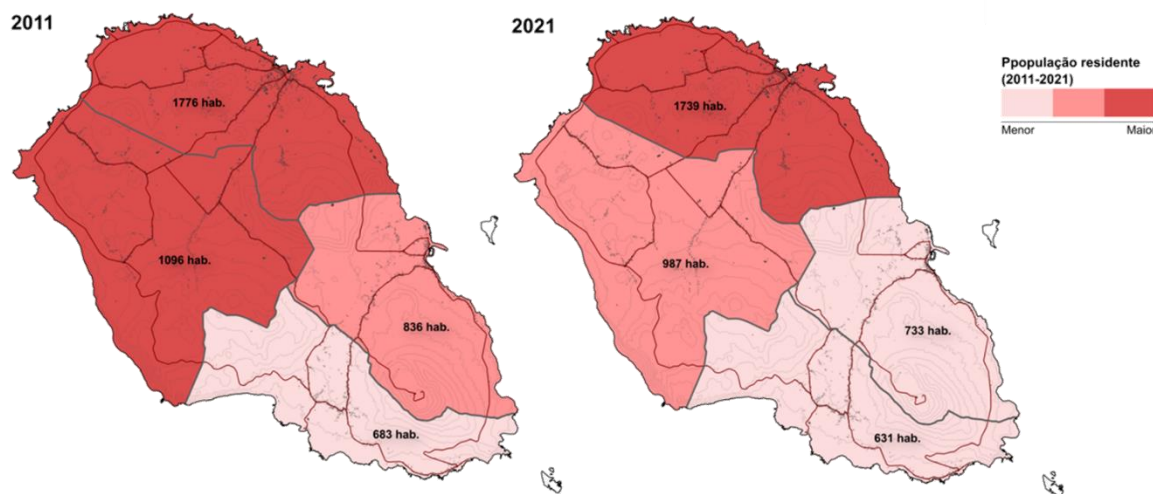 2011
1776 hab.
1096 hab.
836 hab.
683 hab.
2021
1739 hab.
987 hab.
733 hab.
631 hab.
Ppopulação residente
(2011-2021)
Menor
Maior